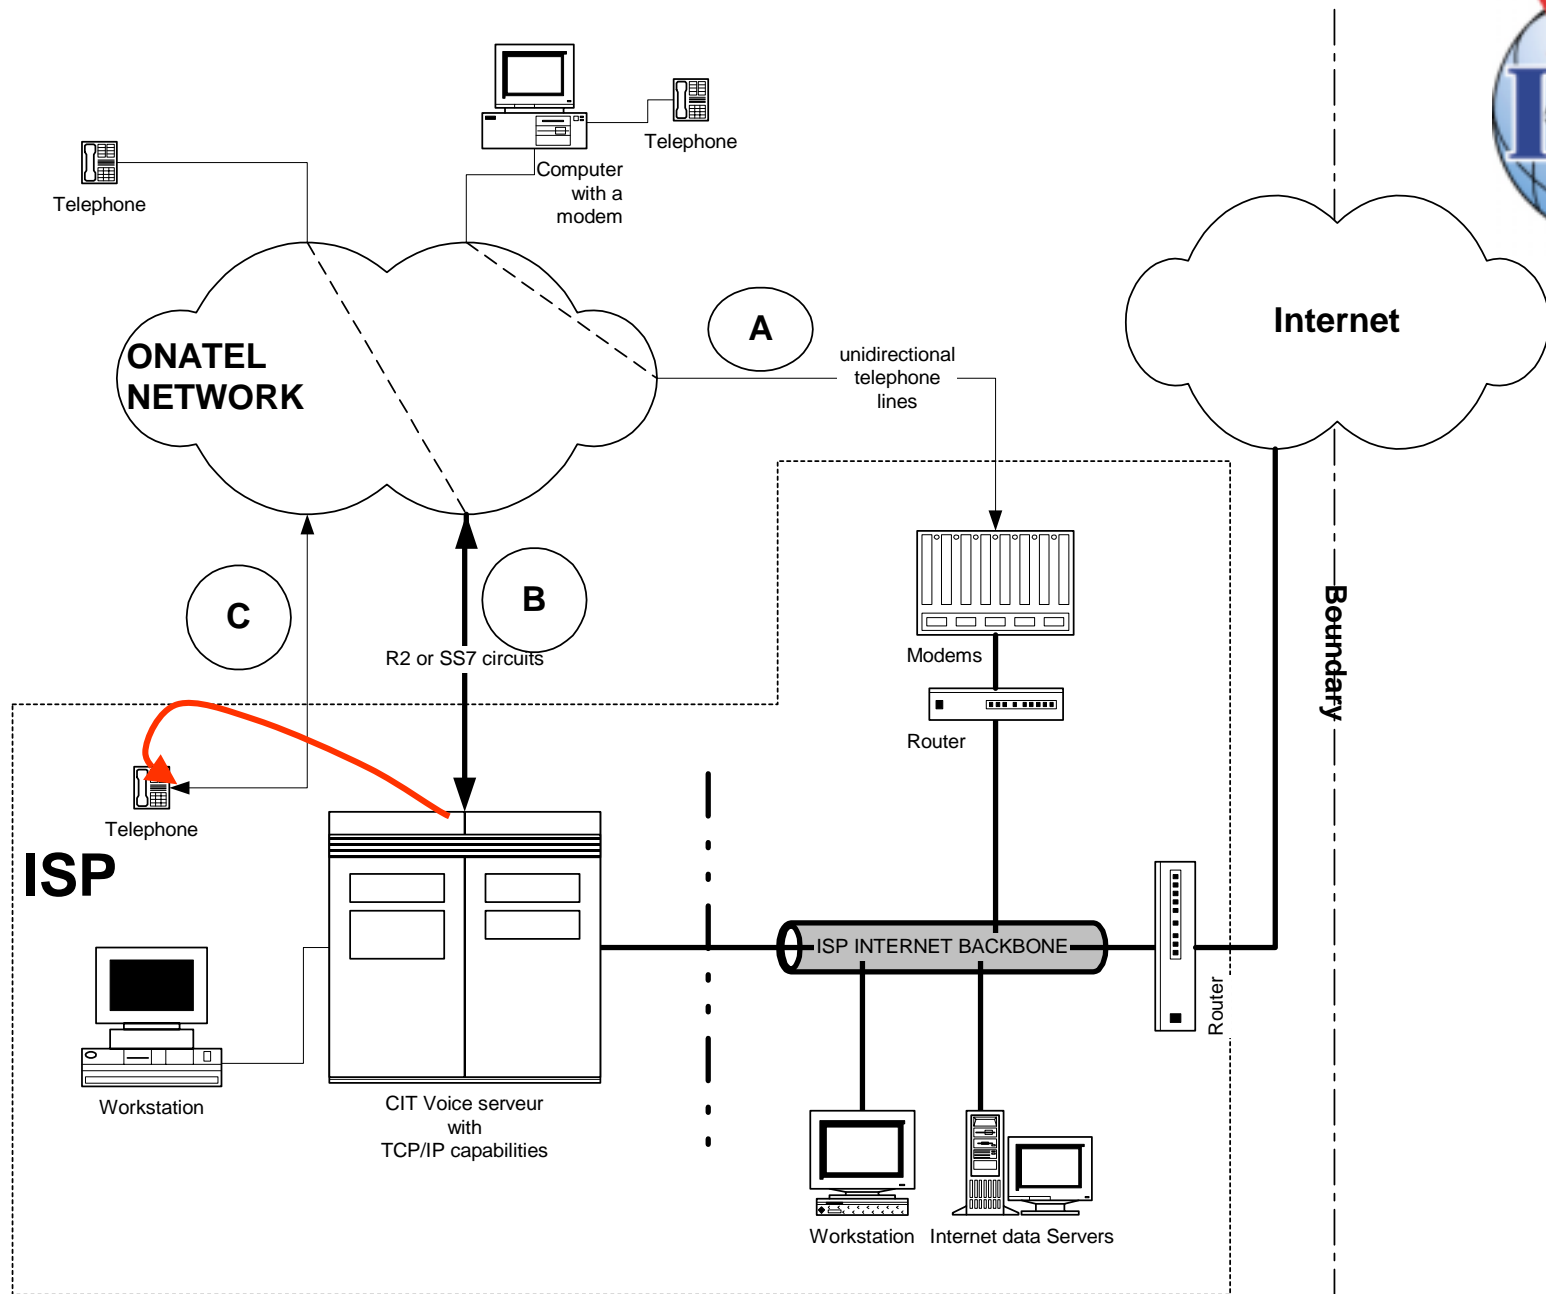 Telephone
Computer
with a
modem
Telephone
ONATEL
NETWORK
A
unidirectional
telephone
lines
Internet
C
B
R2 or SS7 circuits
Modems
Boundary
Router
Telephone
ISP
ISP INTERNET BACKBONE
Router
Workstation
CIT Voice serveur
with
TCP/IP capabilities
Workstation
Internet data Servers